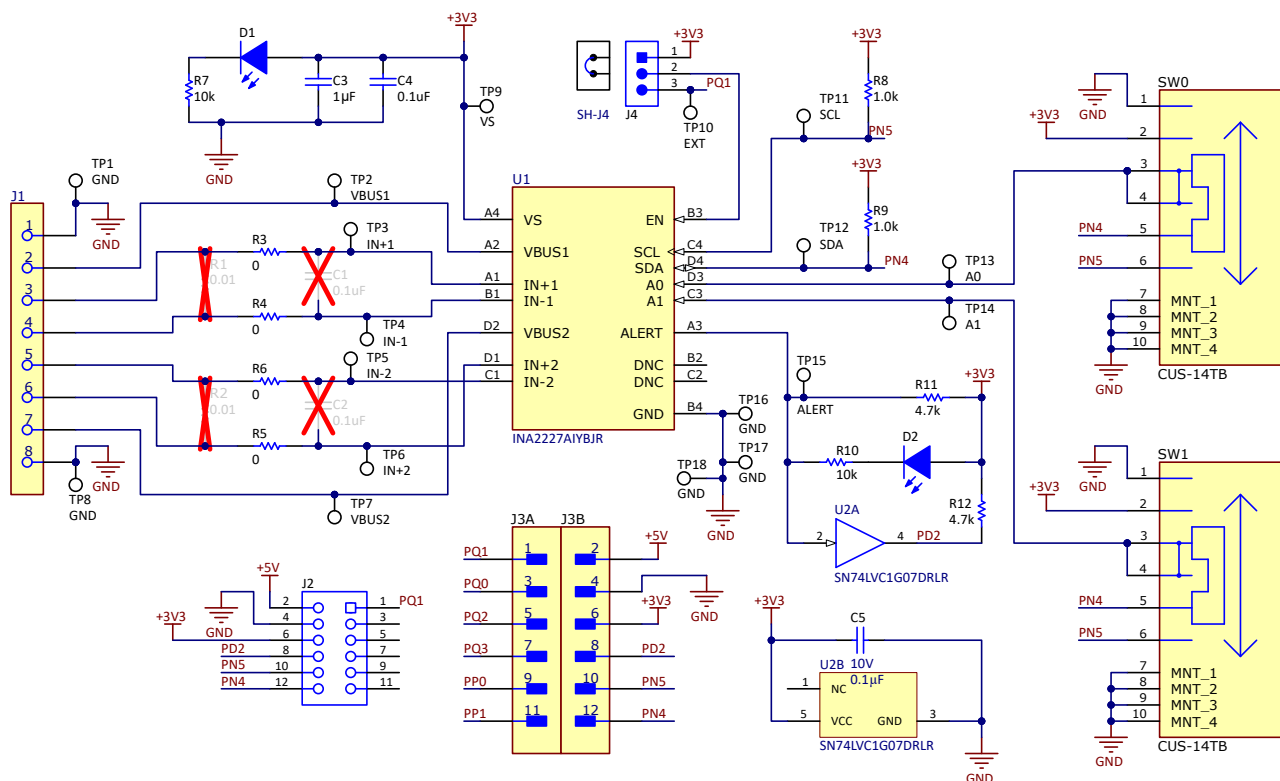 +3V3
D1
R7
10k
C3
1µF
C4
0.1uF
TP9
VS
GND
SH-J4
J4
1
2
3
+3V3
PQ1
TP10
EXT
+3V3
R8
1.0k
TP11
SCL
PN5
+3V3
R9
1.0k
TP12
SDA
PN4
J1
1
2
3
4
5
6
7
8
TP1
GND
GND
TP2
VBUS1
TP3
IN+1
R1
0.01
R3
0
C1
0.1uF
R4
0
TP4
IN-1
TP5
IN-2
R2
0.01
R6
0
C2
0.1uF
R5
0
TP6
IN+2
TP8
GND
GND
TP7
VBUS2
U1
A4 VS
A2 VBUS1
A1 IN+1
B1 IN-1
D2 VBUS2
D1 IN+2
C1 IN-2
EN B3
SCL C4
SDA D4
A0 D3
A1 C3
ALERT A3
DNC B2
DNC C2
GND B4
INA2227AIYBJR
TP13
A0
TP14
A1
TP16
GND
TP17
GND
TP18
GND
GND
TP15
ALERT
R11
4.7k
+3V3
R10
10k
D2
R12
4.7k
U2A
2
4
PD2
SN74LVC1G07DRLR
SW0
GND
1
+3V3
2
3
4
PN4
5
PN5
6
7 MNT_1
8 MNT_2
9 MNT_3
10 MNT_4
GND
CUS-14TB
SW1
GND
1
+3V3
2
3
4
PN4
5
PN5
6
7 MNT_1
8 MNT_2
9 MNT_3
10 MNT_4
GND
CUS-14TB
+5V
J2
GND
+3V3
2
1
PQ1
4
3
6
5
PD2
8
7
PN5
10
9
PN4
12
11
J3A
J3B
PQ1
1
2
+5V
PQ0
3
4
GND
PQ2
5
6
+3V3
PQ3
7
8
PD2
PP0
9
10
PN5
PP1
11
12
PN4
+3V3
C5
10V
0.1µF
U2B
1 NC
5 VCC
GND 3
SN74LVC1G07DRLR
GND